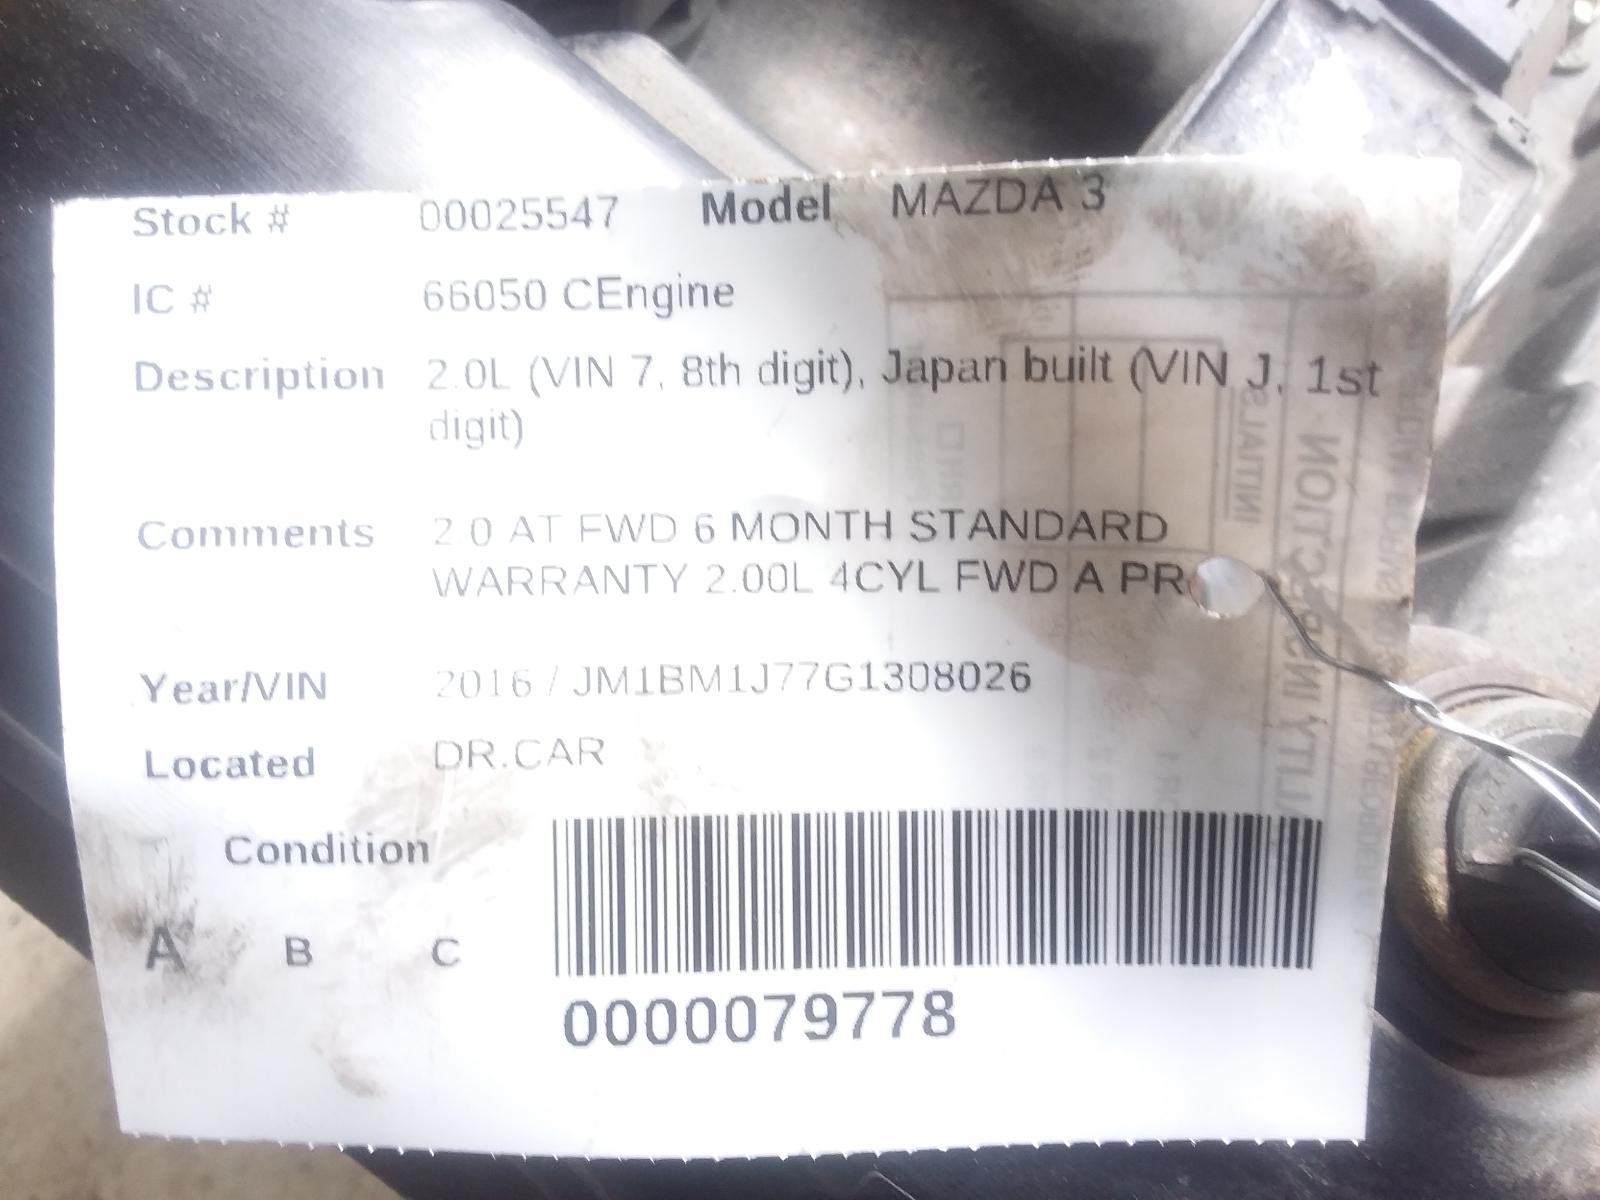 Stock # 00025547 Model MAZDA 3
IC # 66050 CEngine
Description 2.0L (VIN 7, 8th digit), Japan built (VIN J, 1st
digit)
Comments 2.0 AT FWD 6 MONTH STANDARD
WARRANTY 2.00L 4CYL FWD A PR
Year/VIN 2016 / JM1BM1J77G1308026
Located DR.CAR
Condition
A B C
0000079778
INITIALS